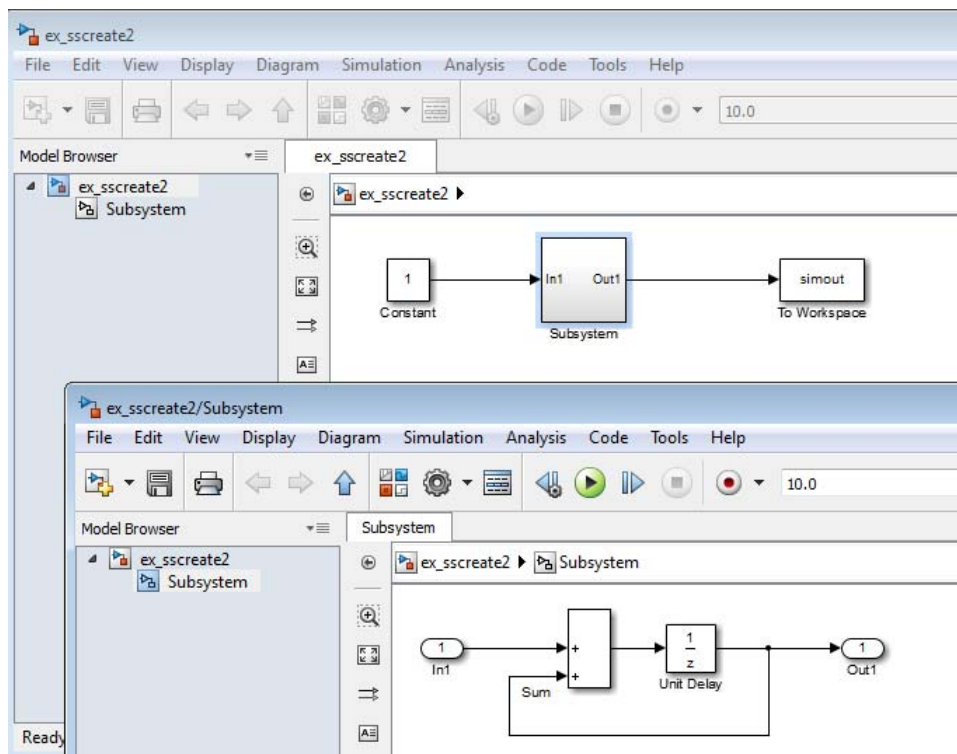 ex_sscreate2
File Edit View Display Diagram Simulation Analysis Code Tools Help
10.0
Model Browser
ex_sscreate2
ex_sscreate2
Subsystem
ex_sscreate2
1
Constant
In1 Out1
Subsystem
simout
To Workspace
ex_sscreate2/Subsystem
File Edit View Display Diagram Simulation Analysis Code Tools Help
10.0
Model Browser
Subsystem
ex_sscreate2
Subsystem
ex_sscreate2 Subsystem
1
In1
+
+
Sum
1
z
Unit Delay
1
Out1
Ready